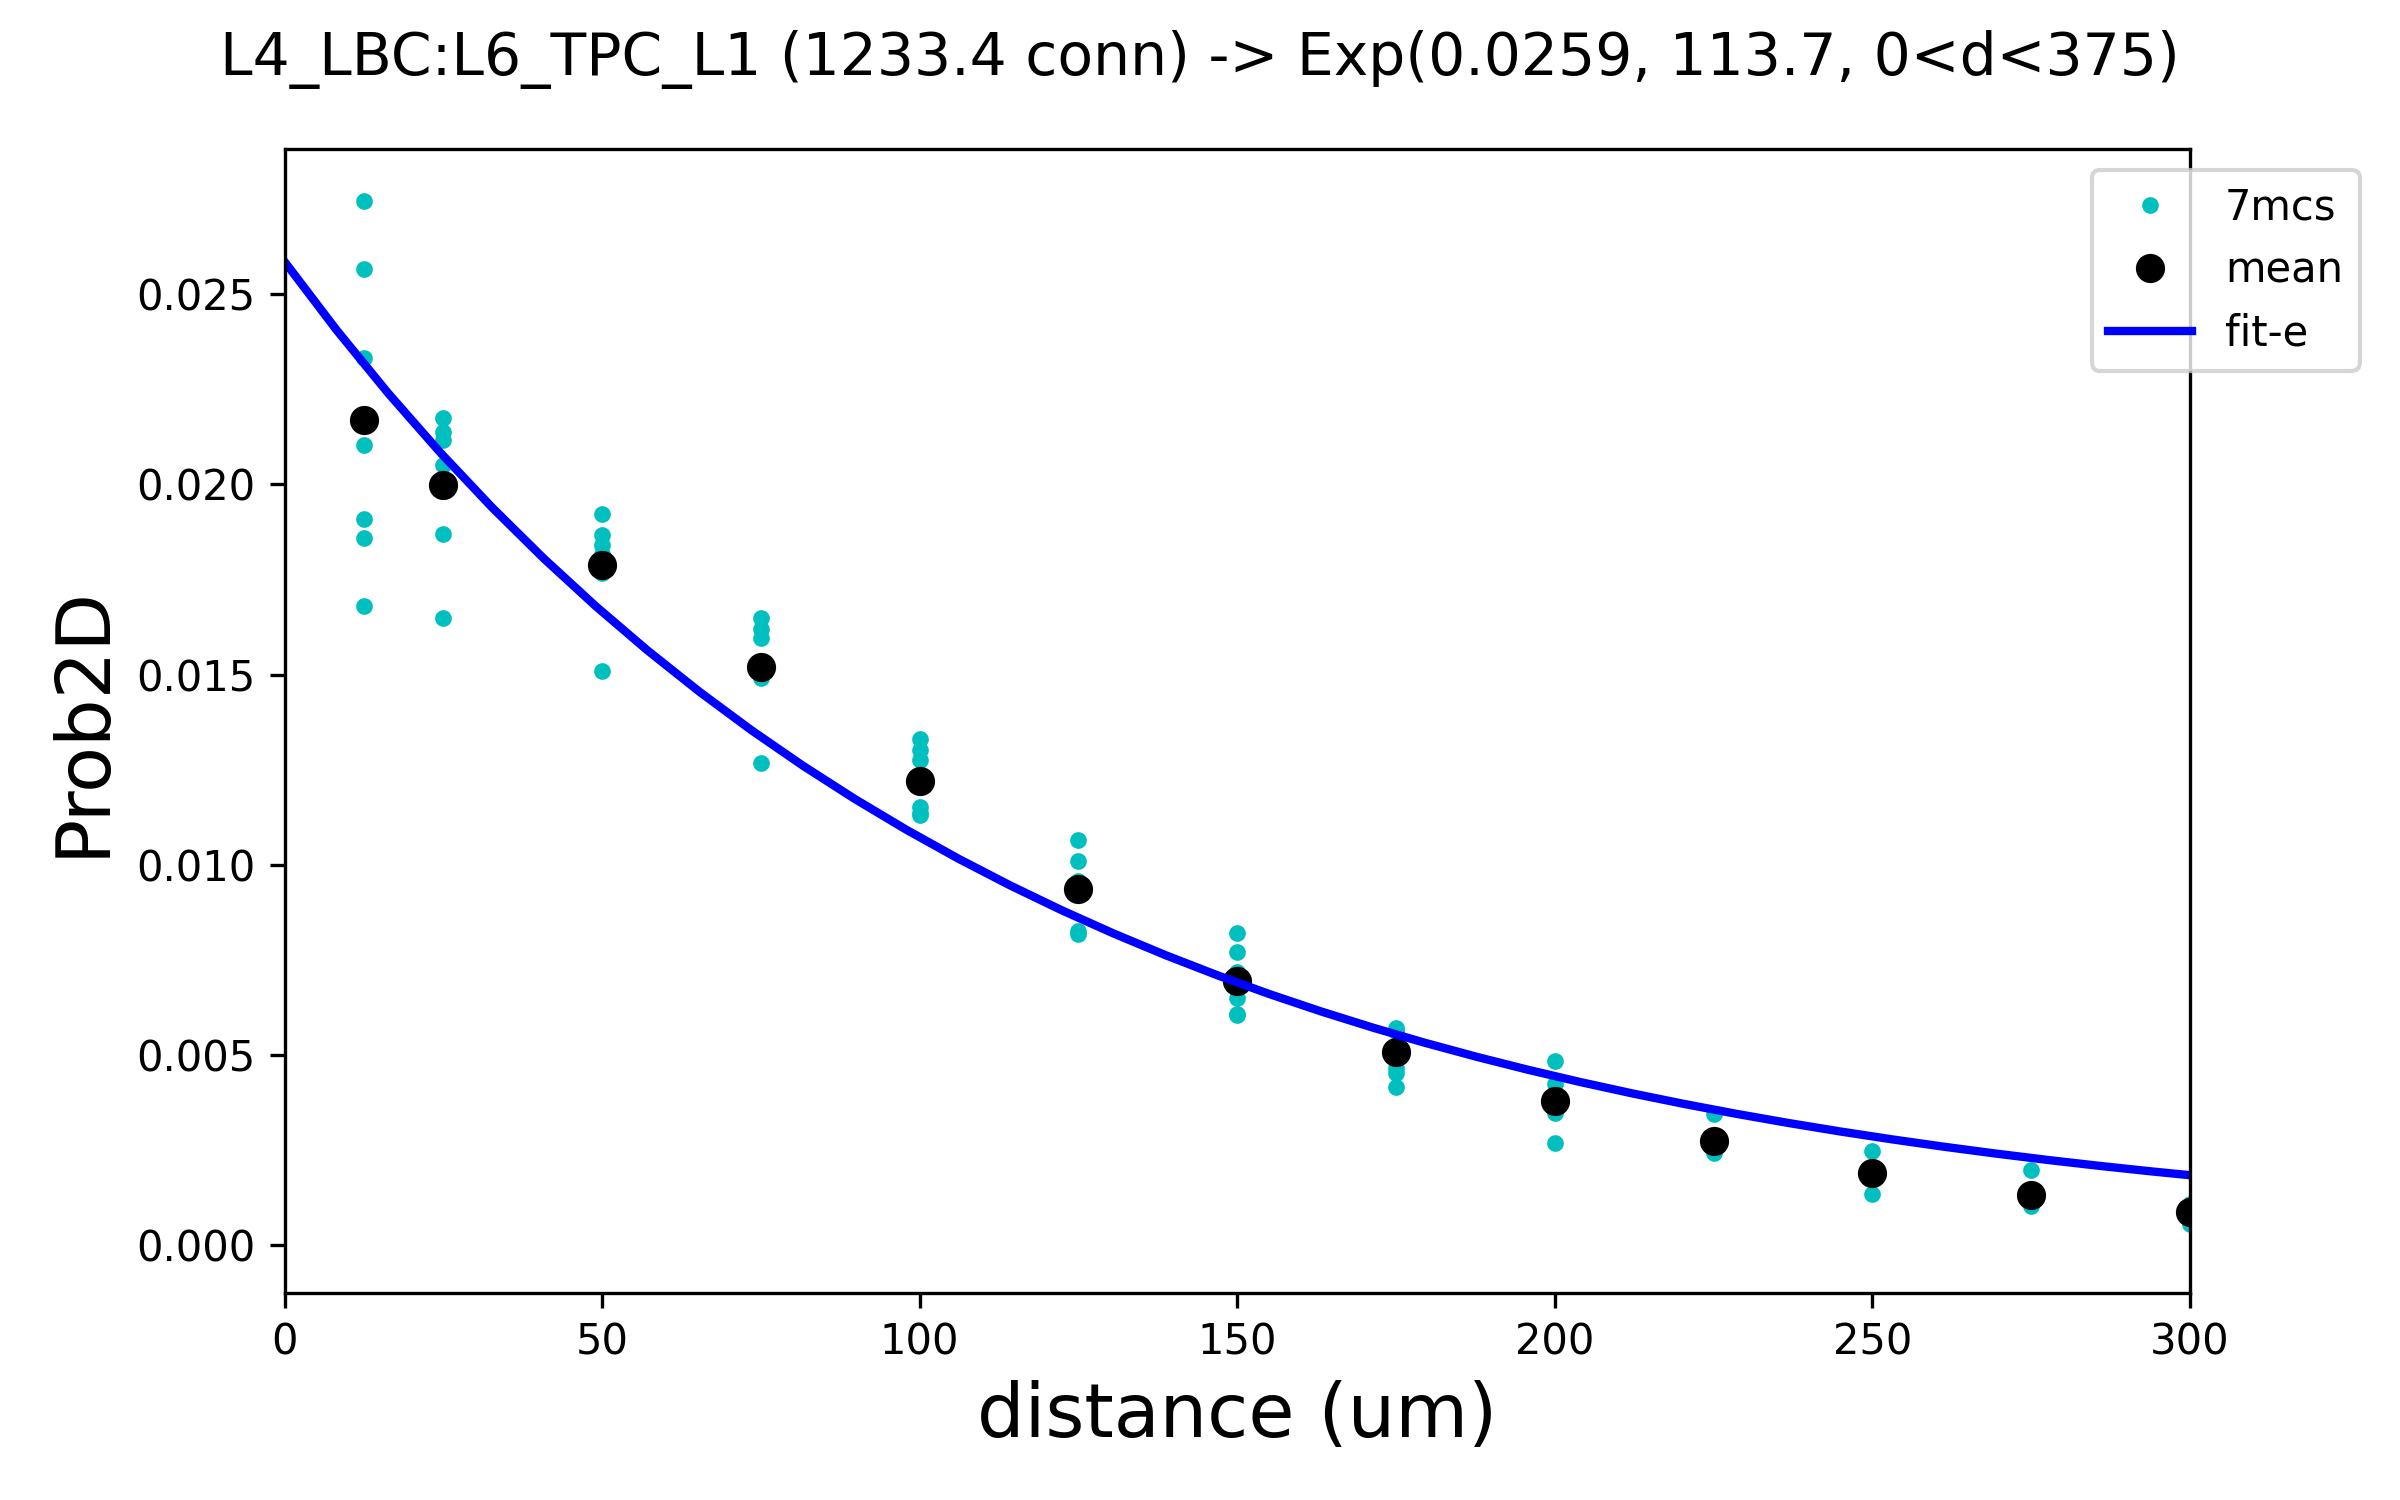 L4_LBC:L6_TPC_L1 (1233.4 conn) -> Exp(0.0259, 113.7, 0<d<375)
7mcs
mean
fit-e
0.025
0.020
0.015
0.010
0.005
0.000
Prob2D
0 50 100 150 200 250 300
distance (um)